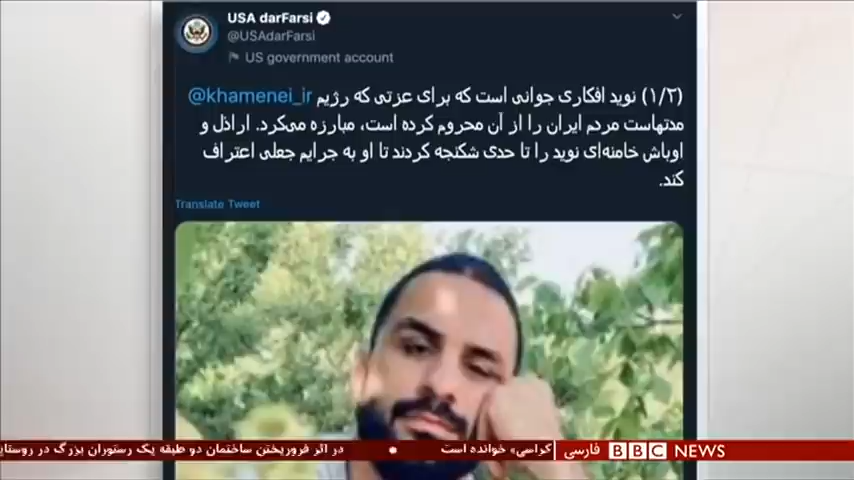 USA darFarsi
@USADarFarsi
US government account
(۱/۲) نوید افکاری جوانی است که برای عزتی که رژیم @khamenei_ir
مدتهاست مردم ایران را از آن محروم کرده است، مبارزه می‌کرد. اراذل و
اوباش خامنه‌ای نوید را تا حدی شکنجه کردند تا او به جرایم جعلی اعتراف
کند.
Translate Tweet
کراسی» خوانده است • در اثر فروریختن ساختمان دو طبقه یک رستوران بزرگ در روستای
BBC NEWS فارسی